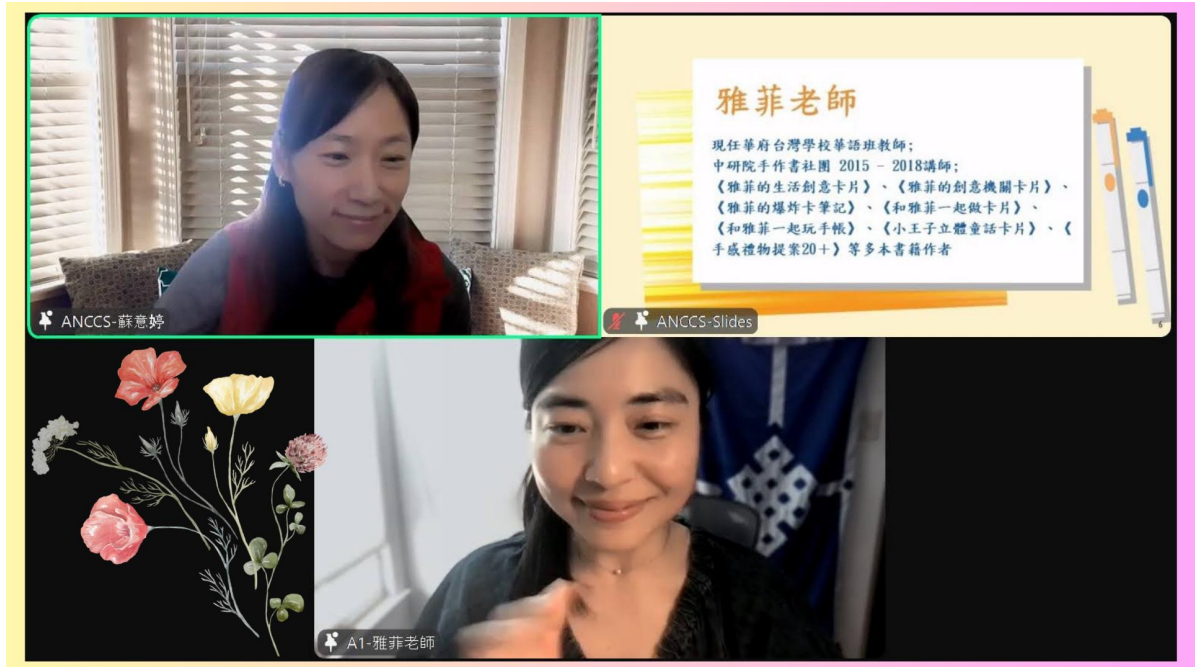 ANCCS-蘇意婷
雅菲老師
現任華府台灣學校華語班教師;
中研院手作書社團 2015 - 2018講師;
《雅菲的生活創意卡片》、《雅菲的創意機關卡片》、
《雅菲的爆炸卡筆記》、《和雅菲一起做卡片》、
《和雅菲一起玩手帳》、《小王子立體童話卡片》、《
手感禮物提案20+》等多本書籍作者
6
ANCCS-Slides
A1-雅菲老師